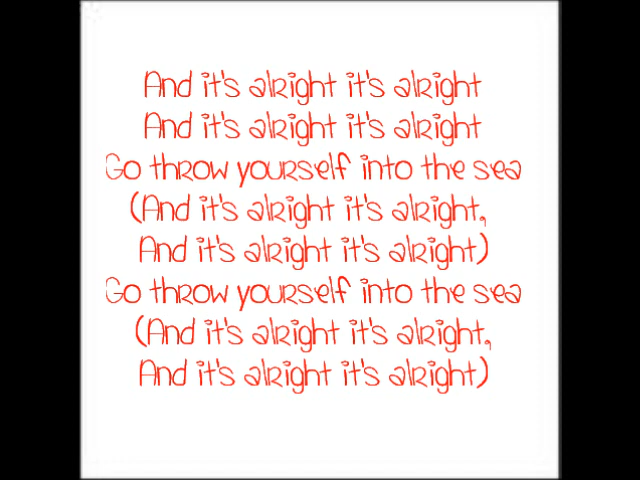 And it's alright it's alright
And it's alright it's alright
Go throw yourself into the sea
(And it's alright it's alright,
And it's alright it's alright)
Go throw yourself into the sea
(And it's alright it's alright,
And it's alright it's alright)